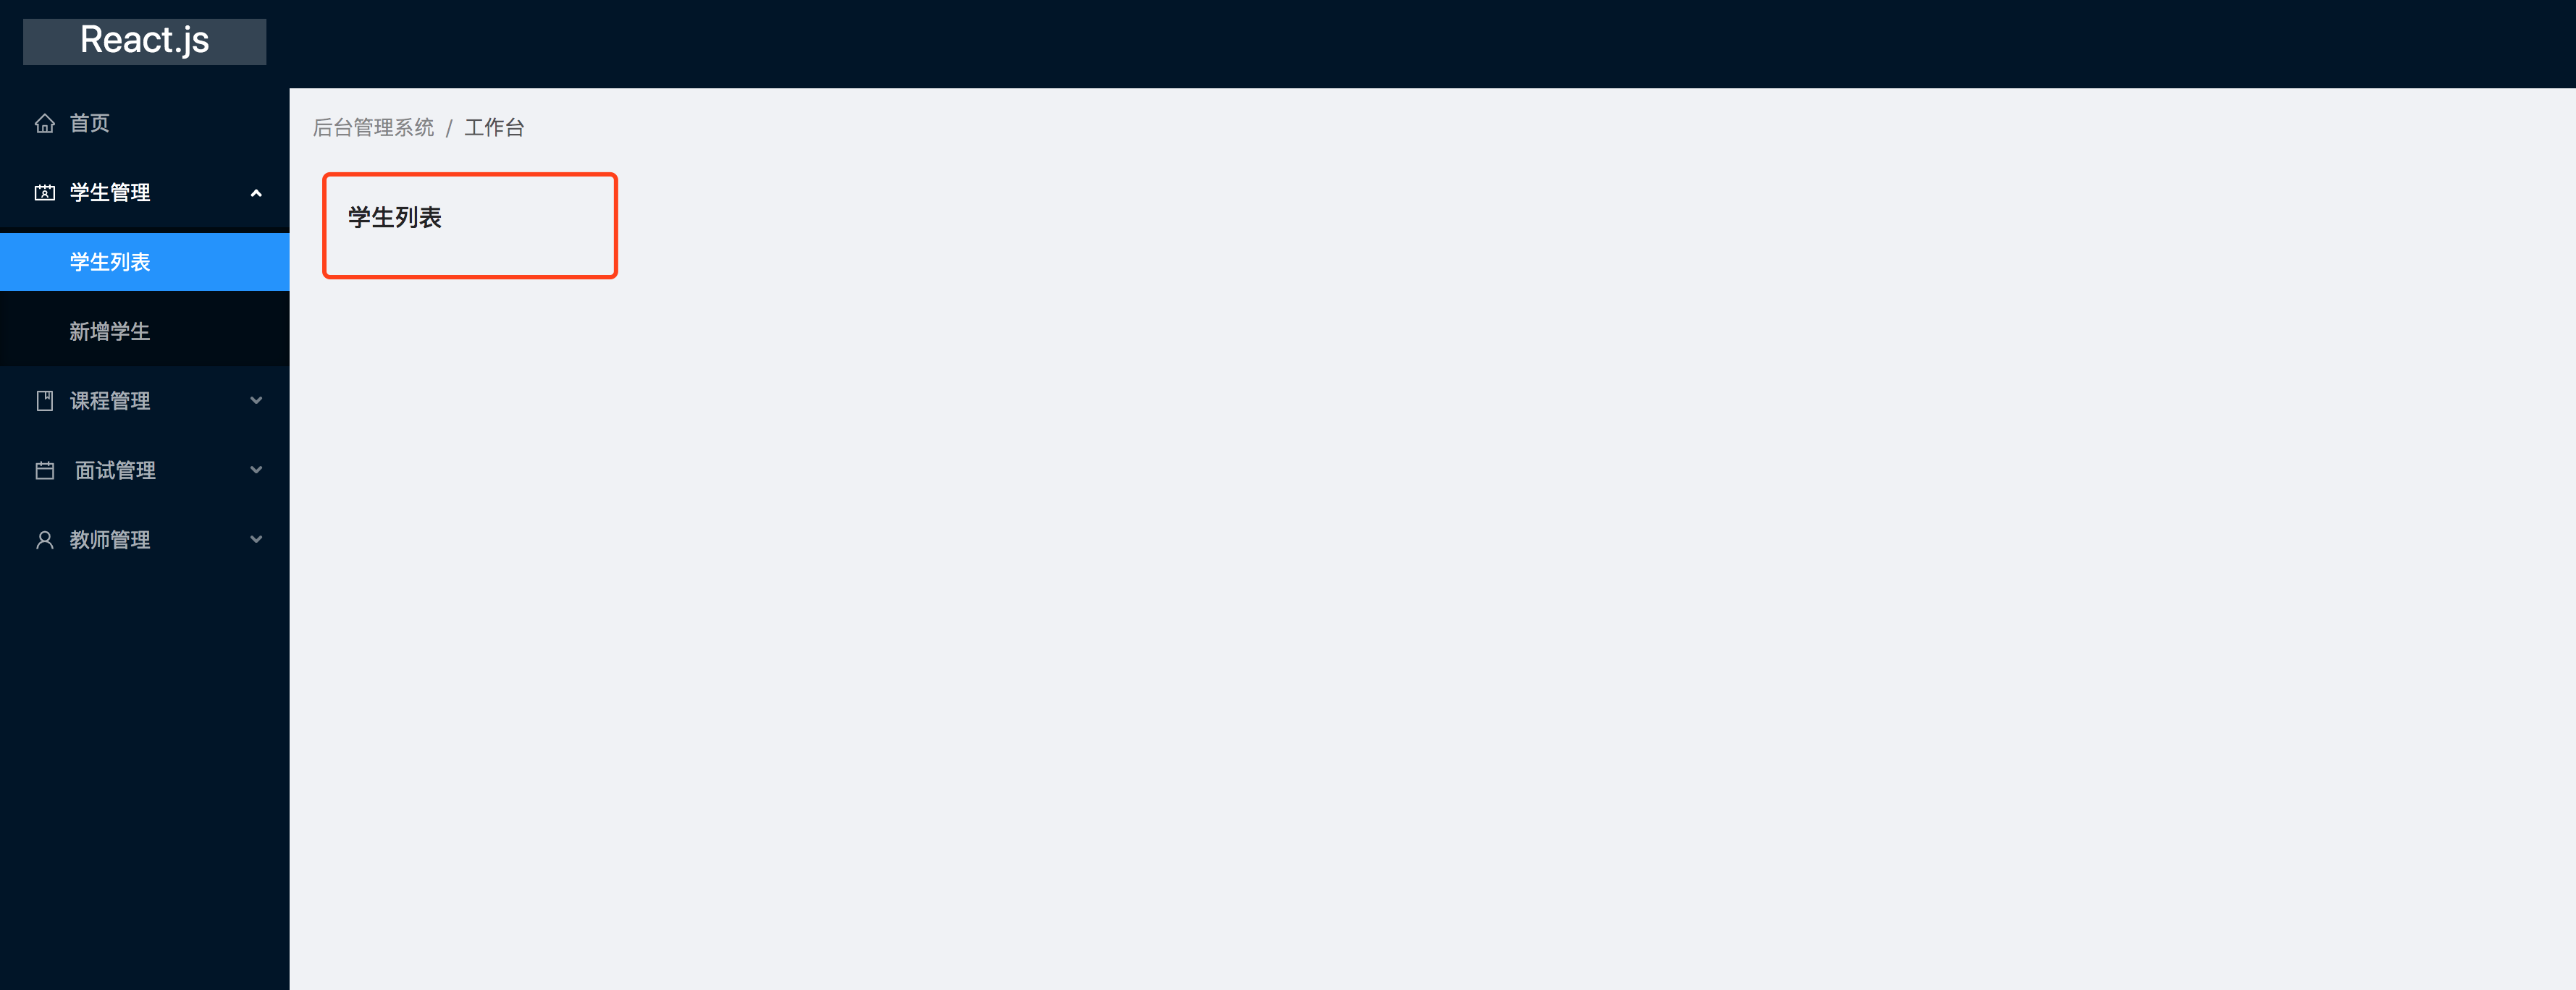 React.js
首页
学生管理
学生列表
新增学生
课程管理
面试管理
教师管理
后台管理系统 / 工作台
学生列表